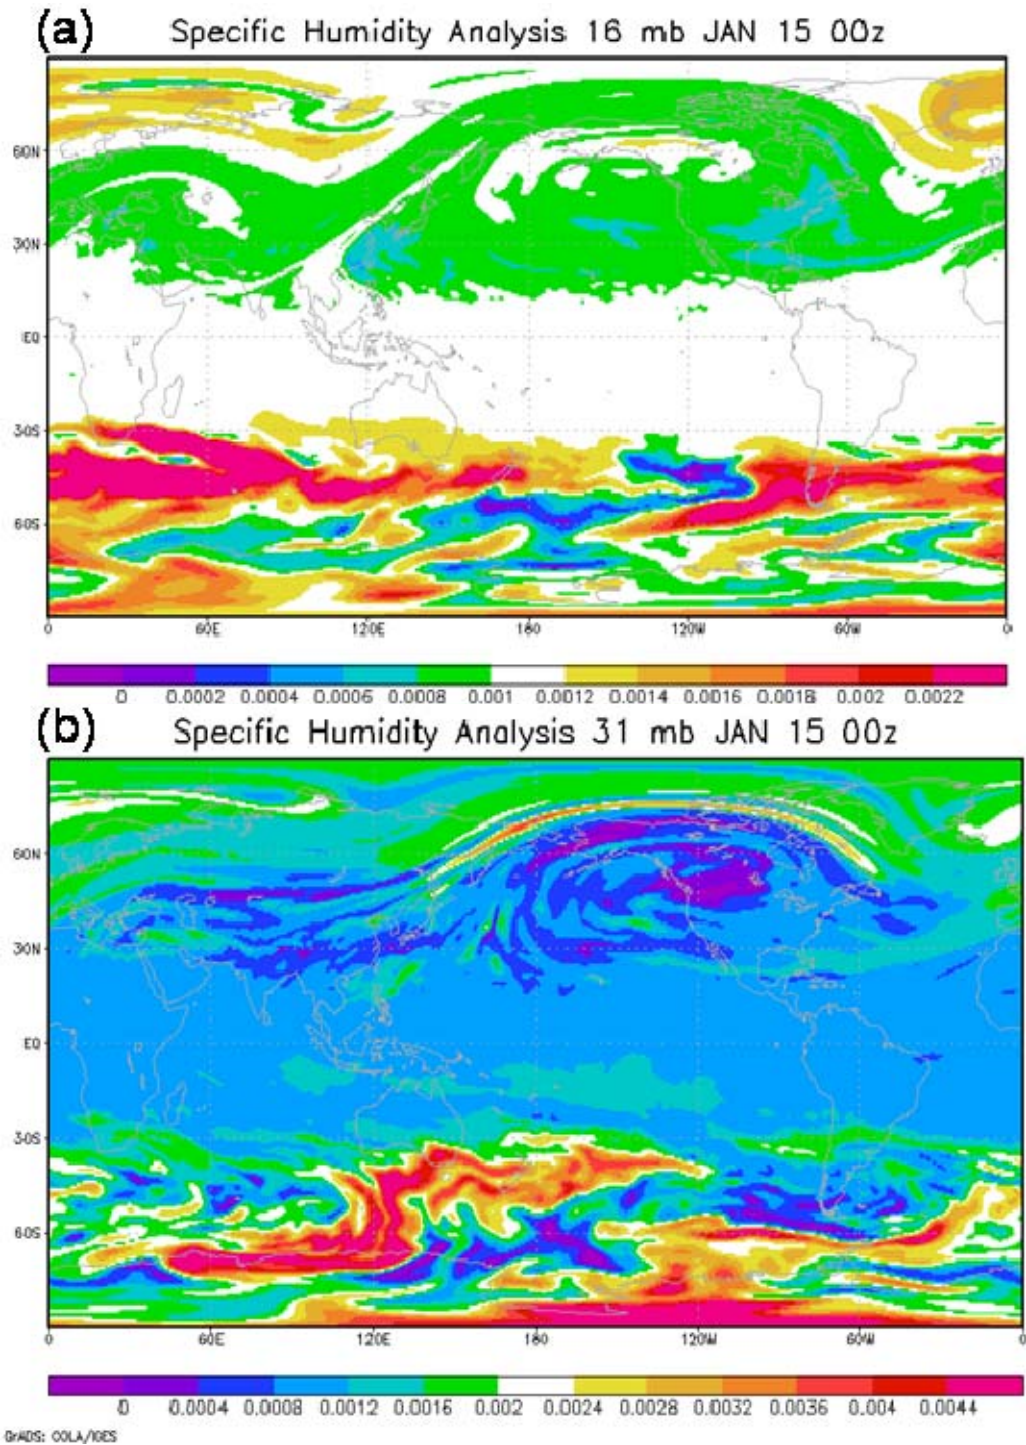 (a) Specific Humidity Analysis 16 mb JAN 15 00z
60N
30N
EQ
30S
60S
0 60E 120E 180 120W 60W 0
0 0.0002 0.0004 0.0006 0.0008 0.001 0.0012 0.0014 0.0016 0.0018 0.002 0.0022
(b) Specific Humidity Analysis 31 mb JAN 15 00z
60N
30N
EQ
30S
60S
0 60E 120E 180 120W 60W 0
0 0.0004 0.0008 0.0012 0.0016 0.002 0.0024 0.0028 0.0032 0.0036 0.004 0.0044
GrADS: COLA/IGES